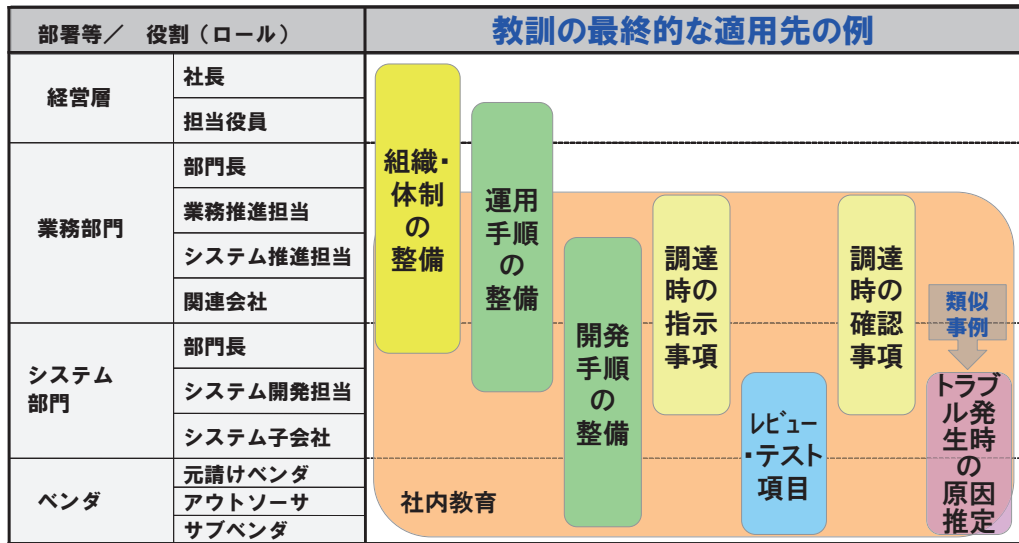 部署等／　役割（ロール）
教訓の最終的な適用先の例
経営層
社長
担当役員
業務部門
部門長
業務推進担当
システム推進担当
関連会社
システム
部門
部門長
システム開発担当
システム子会社
ベンダ
元請けベンダ
アウトソーサ
サブベンダ
組織・
体制
の
整備
運用
手順
の
整備
開発
手順
の
整備
調達
時の
指示
事項
レビュー
・テスト
項目
調達
時の
確認
事項
類似
事例
トラブ
ル発
生時
の
原因
推定
社内教育